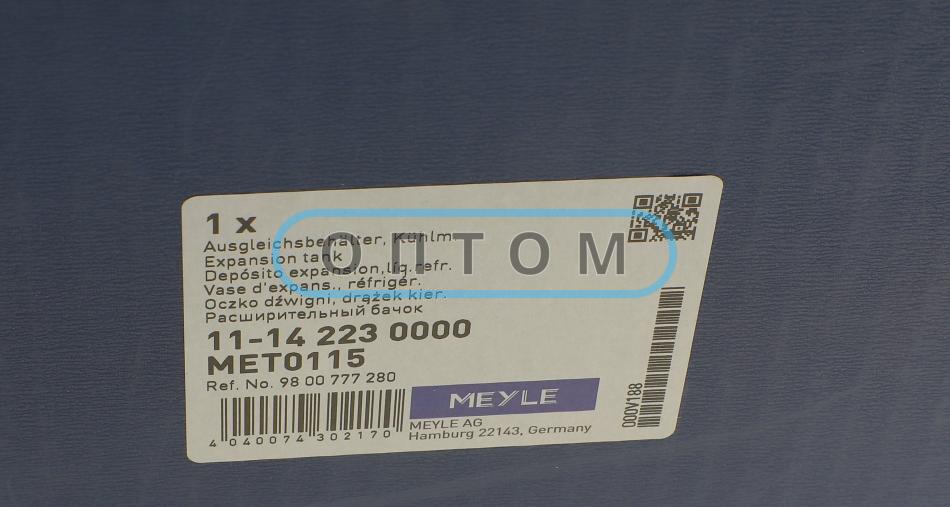 1 x
Ausgleichsbehälter, Kühlm
Expansion tank
Depósito expansión,líq.refr.
Vase d'expans., réfrigér.
Oczko dźwigni, drążek kier.
Расширительный бачок
11-14 223 0000
MET0115
Ref. No. 98 00 777 280
4 040074 302170
MEYLE
MEYLE AG
Hamburg 22143, Germany
000V188
ОПТОМ